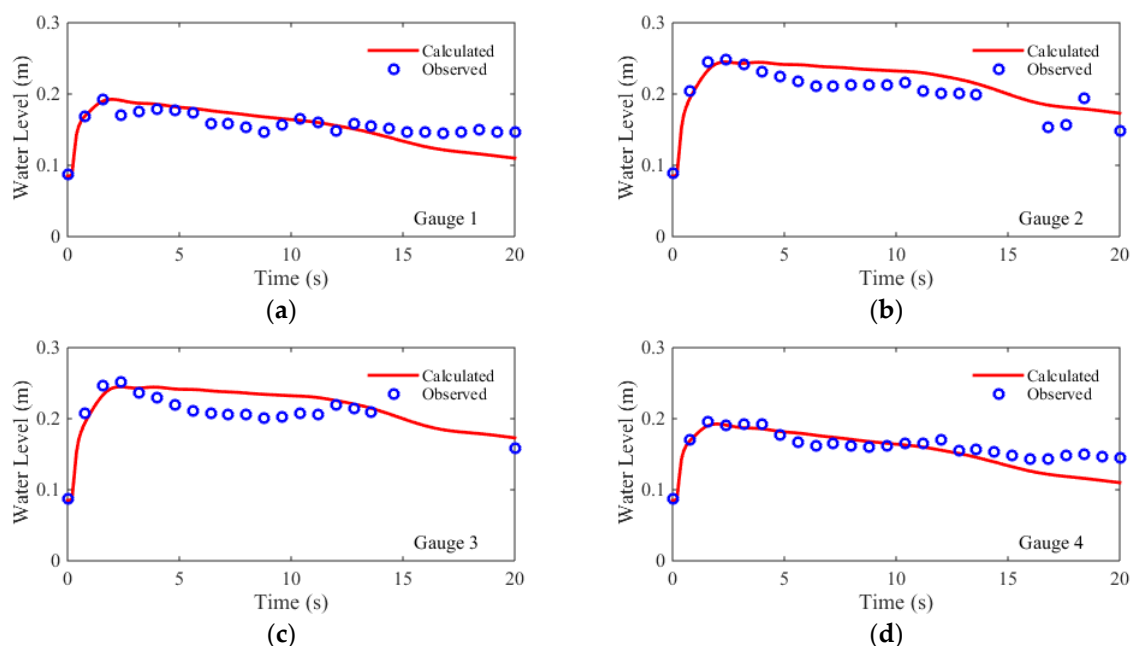 0.3
0.2
0.1
0
Water Level (m)
Calculated
Observed
Gauge 1
0 5 10 15 20
Time (s)
(a)
0.3
0.2
0.1
0
Water Level (m)
Calculated
Observed
Gauge 2
0 5 10 15 20
Time (s)
(b)
0.3
0.2
0.1
0
Water Level (m)
Calculated
Observed
Gauge 3
0 5 10 15 20
Time (s)
(c)
0.3
0.2
0.1
0
Water Level (m)
Calculated
Observed
Gauge 4
0 5 10 15 20
Time (s)
(d)